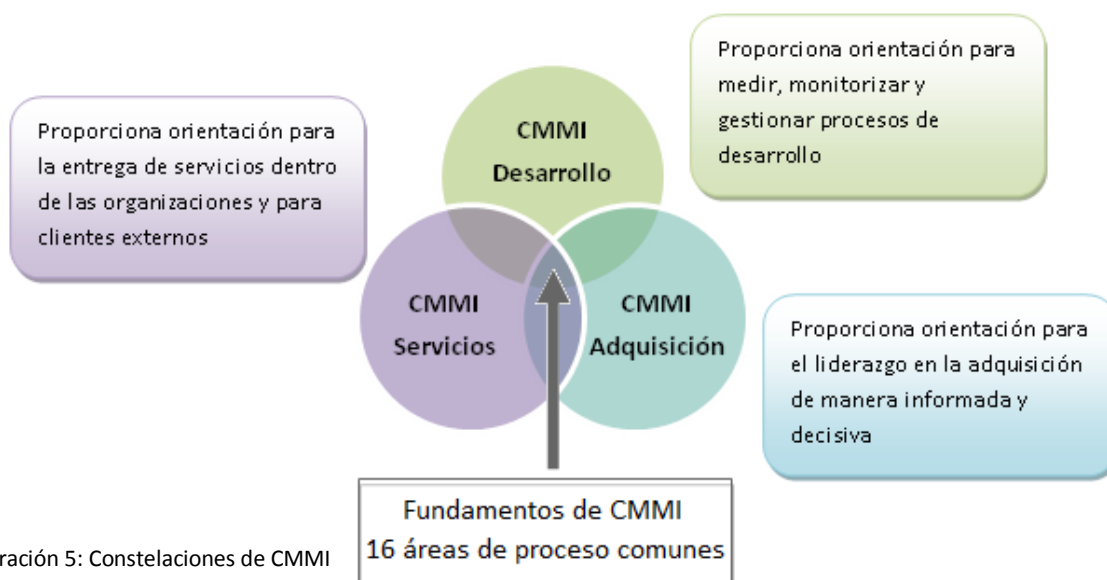 Proporciona orientación para
medir, monitorizar y
gestionar procesos de
desarrollo
Proporciona orientación para
la entrega de servicios dentro
de las organizaciones y para
clientes externos
CMMI
Desarrollo
CMMI
Servicios
CMMI
Adquisición
Proporciona orientación para
el liderazgo en la adquisición
de manera informada y
decisiva
Fundamentos de CMMI
16 áreas de proceso comunes
ración 5: Constelaciones de CMMI